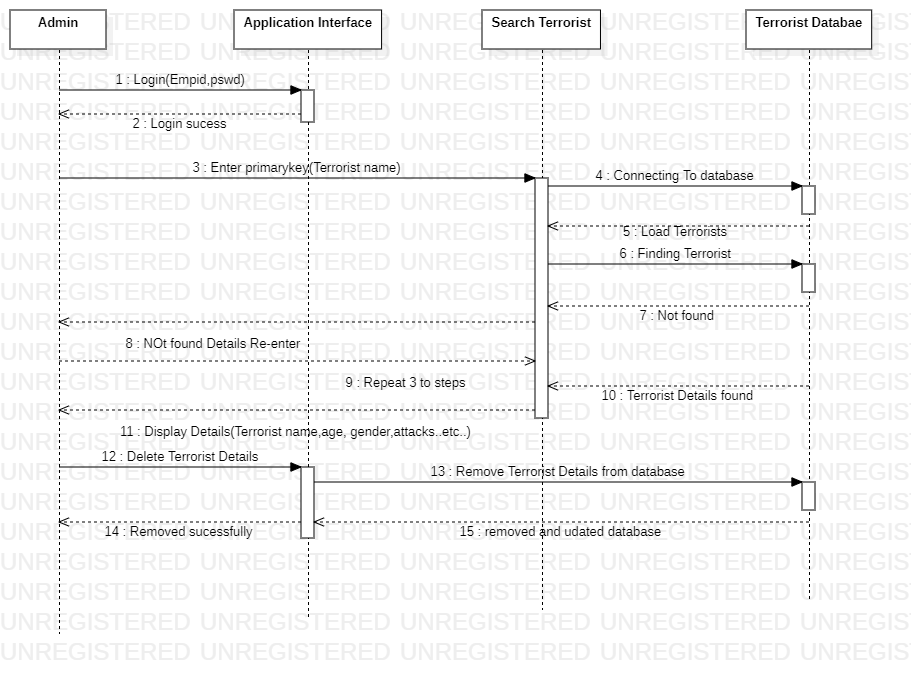 Admin
Application Interface
Search Terrorist
Terrorist Databae
1 : Login(Empid,pswd)
2 : Login sucess
3 : Enter primarykey(Terrorist name)
4 : Connecting To database
5 : Load Terrorists
6 : Finding Terrorist
7 : Not found
8 : NOt found Details Re-enter
9 : Repeat 3 to steps
10 : Terrorist Details found
11 : Display Details(Terrorist name,age, gender,attacks..etc..)
12 : Delete Terrorist Details
13 : Remove Terrorist Details from database
14 : Removed sucessfully
15 : removed and udated database
UNREGISTERED UNREGISTERED UNREGISTERED UNREGISTERED UNREGIS